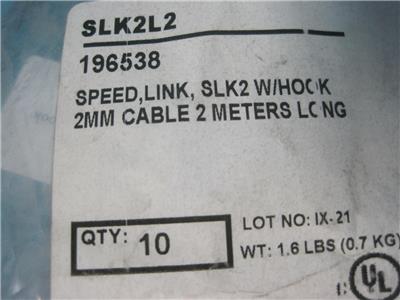 SLK2L2
196538
SPEED,LINK, SLK2 W/HOOK
2MM CABLE 2 METERS LONG
QTY: 10
LOT NO: IX-21
WT: 1.6 LBS (0.7 KG)
UL